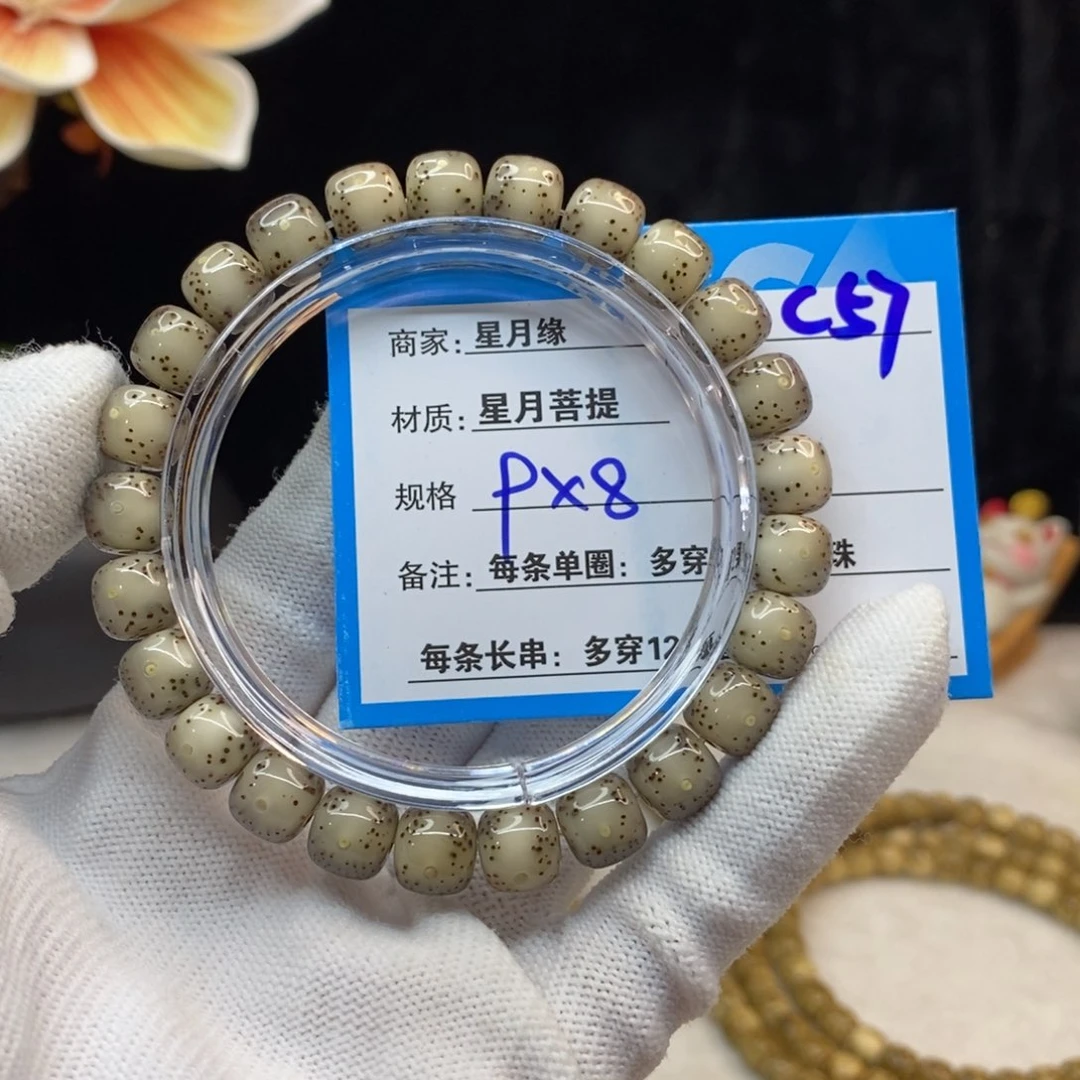 C57
商家：星月缘
材质：星月菩提
规格 PX8
备注：每条单圈：多穿 珠
每条长串：多穿12